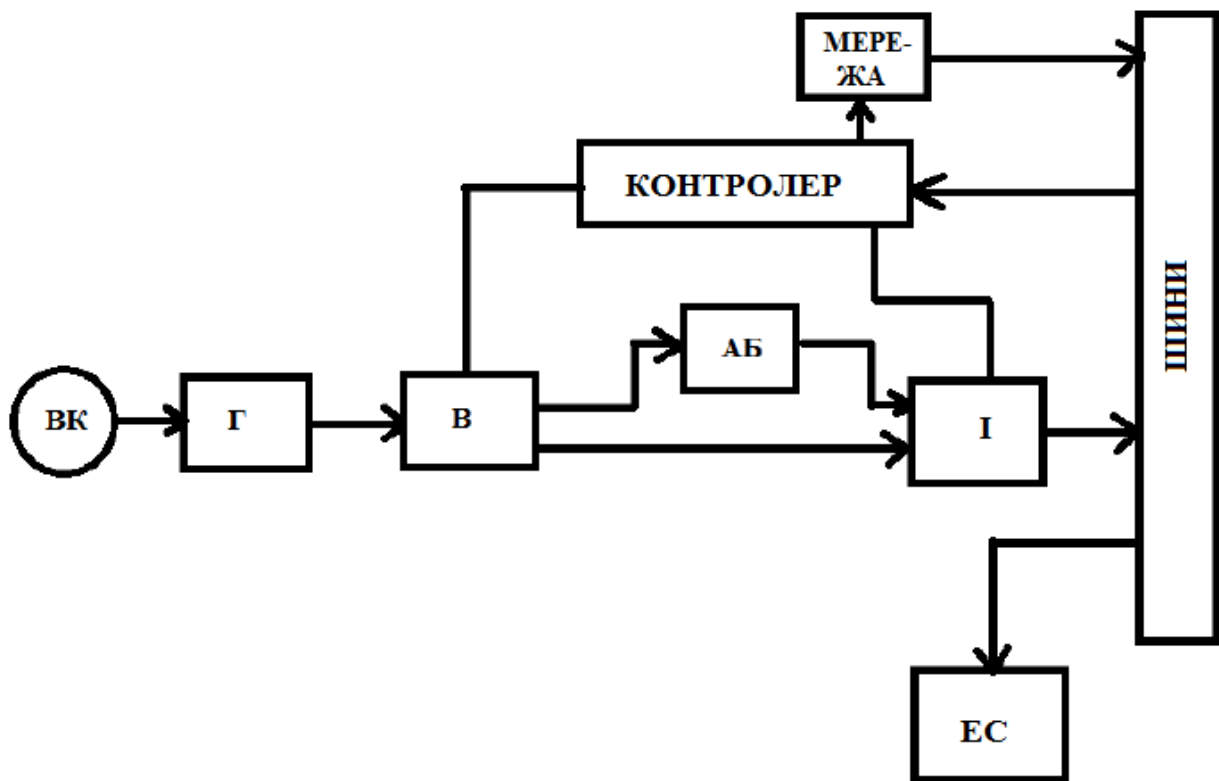 МЕРЕ-
ЖА
КОНТРОЛЕР
ШИНИ
АБ
ВК
Г
В
І
ЕС